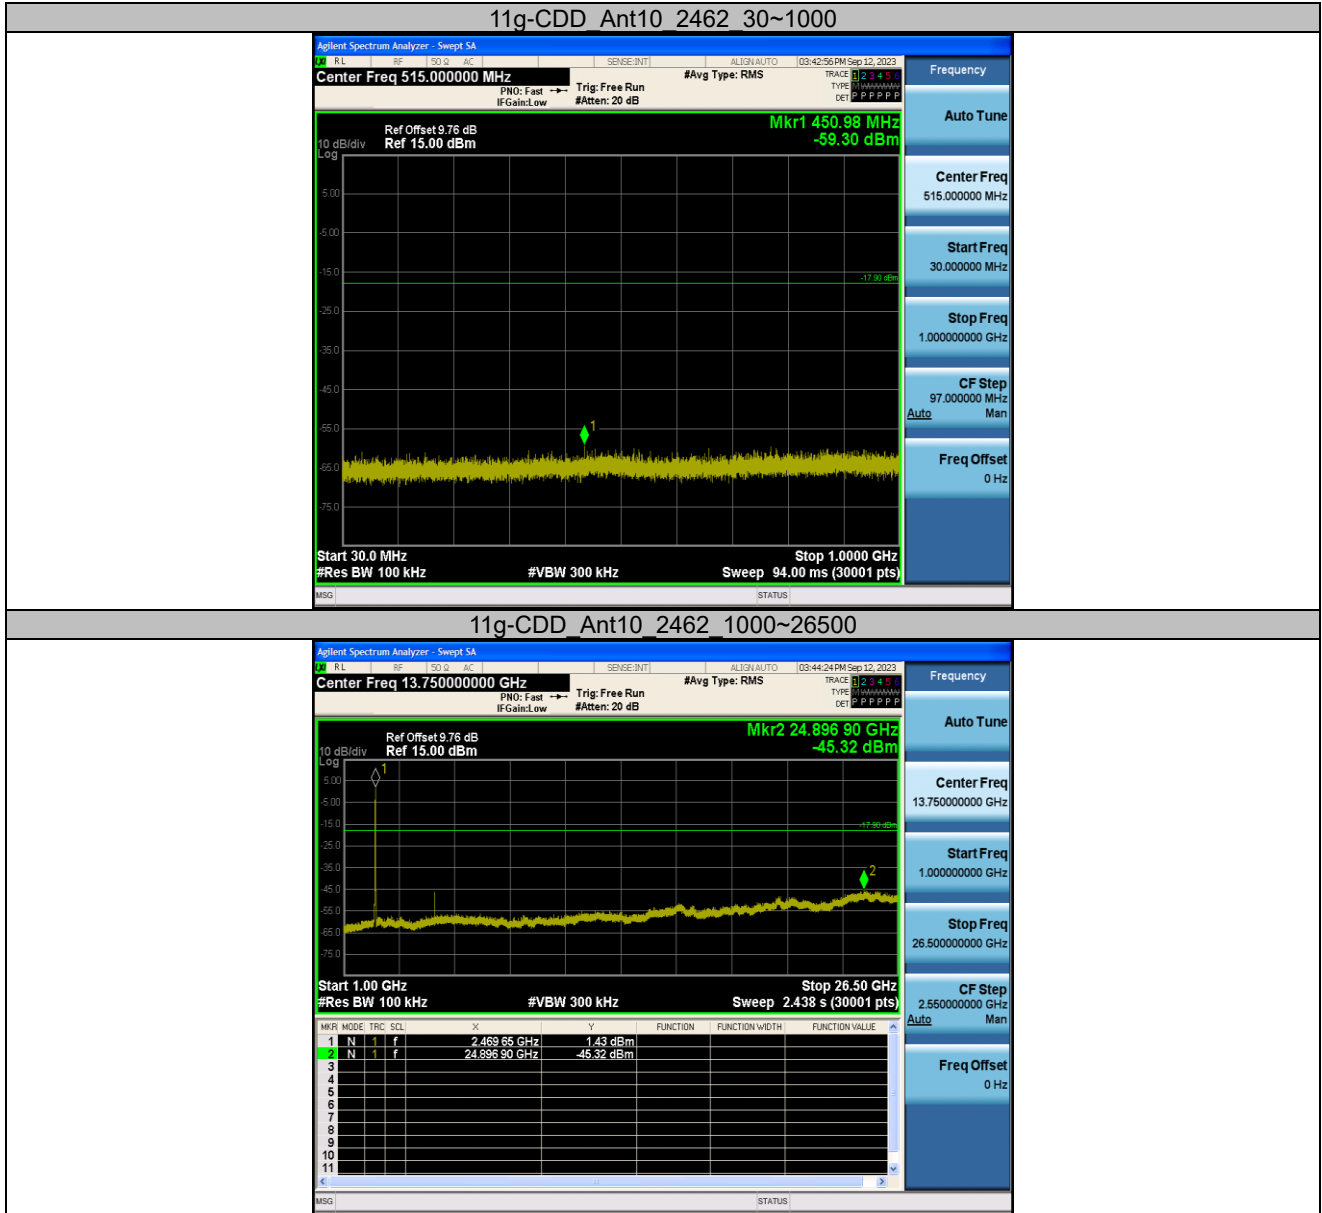 11g-CDD_Ant10_2462_30~1000
Agilent Spectrum Analyzer - Swept SA
RL RF 50 Ω AC SENSE:INT ALIGN AUTO 03:42:56 PM Sep 12, 2023
Center Freq 515.000000 MHz
#Avg Type: RMS
TRACE 1 2 3 4 5 6
PNO: Fast
Trig: Free Run
TYPE
IFGain:Low
#Atten: 20 dB
DET P P P P P P
Frequency
Mkr1 450.98 MHz
-59.30 dBm
Ref Offset 9.76 dB
10 dB/div Ref 15.00 dBm
Log
5.00
-5.00
-15.0
-17.90 dBm
-25.0
-35.0
-45.0
-55.0
1
-65.0
-75.0
Start 30.0 MHz
Stop 1.0000 GHz
#Res BW 100 kHz #VBW 300 kHz Sweep 94.00 ms (30001 pts)
MSG STATUS
Auto Tune
Center Freq
515.000000 MHz
Start Freq
30.000000 MHz
Stop Freq
1.000000000 GHz
CF Step
97.000000 MHz
Auto Man
Freq Offset
0 Hz
11g-CDD_Ant10_2462_1000~26500
Agilent Spectrum Analyzer - Swept SA
RL RF 50 Ω AC SENSE:INT ALIGN AUTO 03:44:24 PM Sep 12, 2023
Center Freq 13.750000000 GHz
#Avg Type: RMS
TRACE 1 2 3 4 5 6
PNO: Fast
Trig: Free Run
TYPE
IFGain:Low
#Atten: 20 dB
DET P P P P P P
Frequency
Mkr2 24.896 90 GHz
-45.32 dBm
Ref Offset 9.76 dB
10 dB/div Ref 15.00 dBm
Log
1
5.00
-5.00
-15.0
-17.90 dBm
-25.0
-35.0
2
-45.0
-55.0
-65.0
-75.0
Start 1.00 GHz
Stop 26.50 GHz
#Res BW 100 kHz #VBW 300 kHz Sweep 2.438 s (30001 pts)
MKR MODE TRC SCL X Y FUNCTION FUNCTION WIDTH FUNCTION VALUE
1 N 1 f 2.469 65 GHz 1.43 dBm
2 N 1 f 24.896 90 GHz -45.32 dBm
3
4
5
6
7
8
9
10
11
MSG STATUS
Auto Tune
Center Freq
13.750000000 GHz
Start Freq
1.000000000 GHz
Stop Freq
26.500000000 GHz
CF Step
2.550000000 GHz
Auto Man
Freq Offset
0 Hz